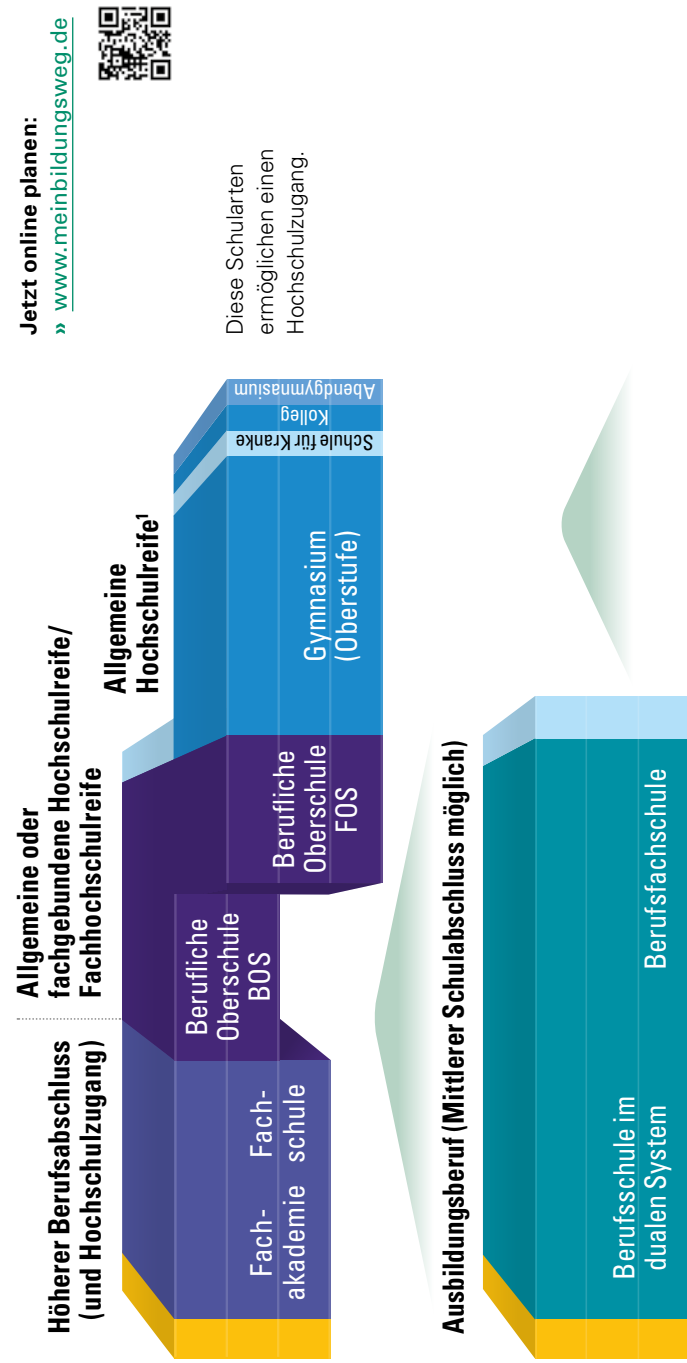 Jetzt online planen:
» www.meinbildungsweg.de
Höherer Berufsabschluss
(und Hochschulzugang)
Allgemeine oder
fachgebundene Hochschulreife/
Fachhochschulreife
Allgemeine
Hochschulreife¹
Diese Schularten
ermöglichen einen
Hochschulzugang.
Fach-
akademie
Fach-
schule
Berufliche
Oberschule
BOS
Berufliche
Oberschule
FOS
Gymnasium
(Oberstufe)
Schule für Kranke
Kolleg
Abendgymnasium
Ausbildungsberuf (Mittlerer Schulabschluss möglich)
Berufsschule im
dualen System
Berufsfachschule